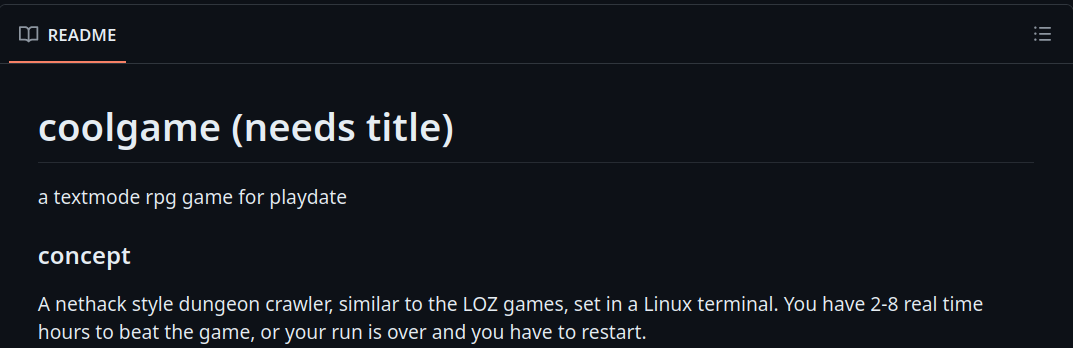 README
coolgame (needs title)
a textmode rpg game for playdate
concept
A nethack style dungeon crawler, similar to the LOZ games, set in a Linux terminal. You have 2-8 real time
hours to beat the game, or your run is over and you have to restart.